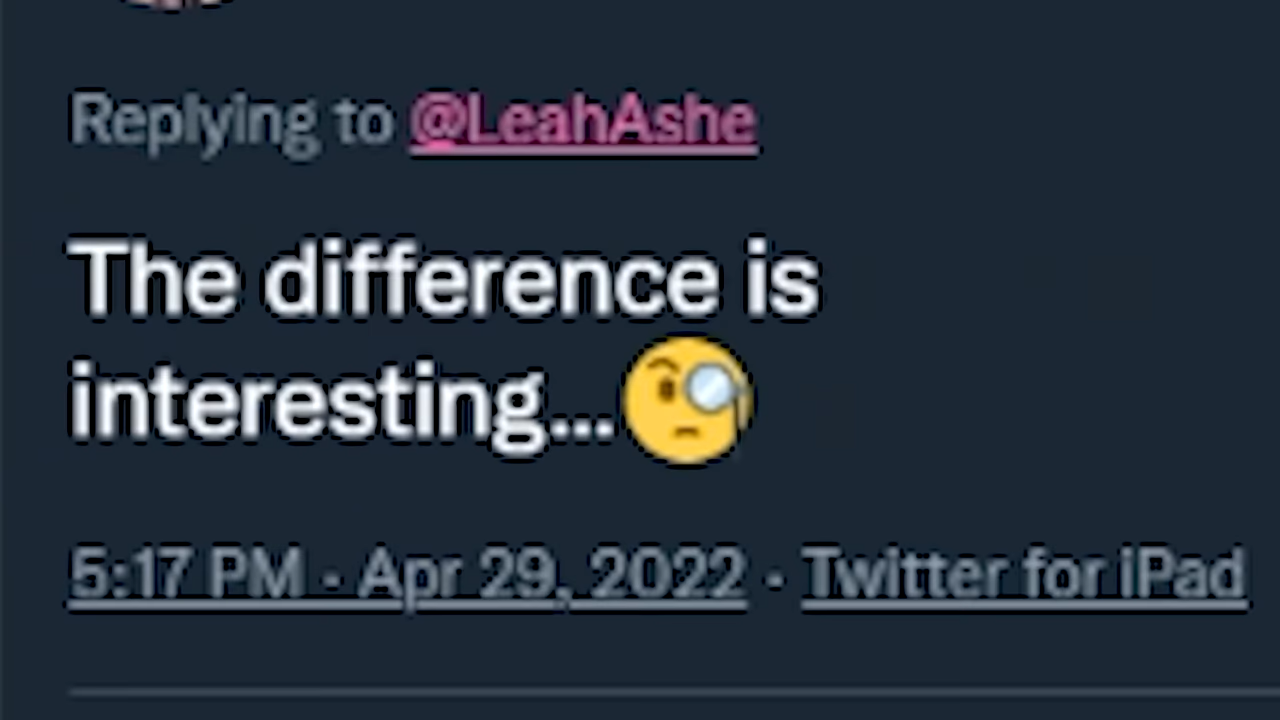 Replying to @LeahAshe
The difference is
interesting...🧐
5:17 PM · Apr 29, 2022 · Twitter for iPad